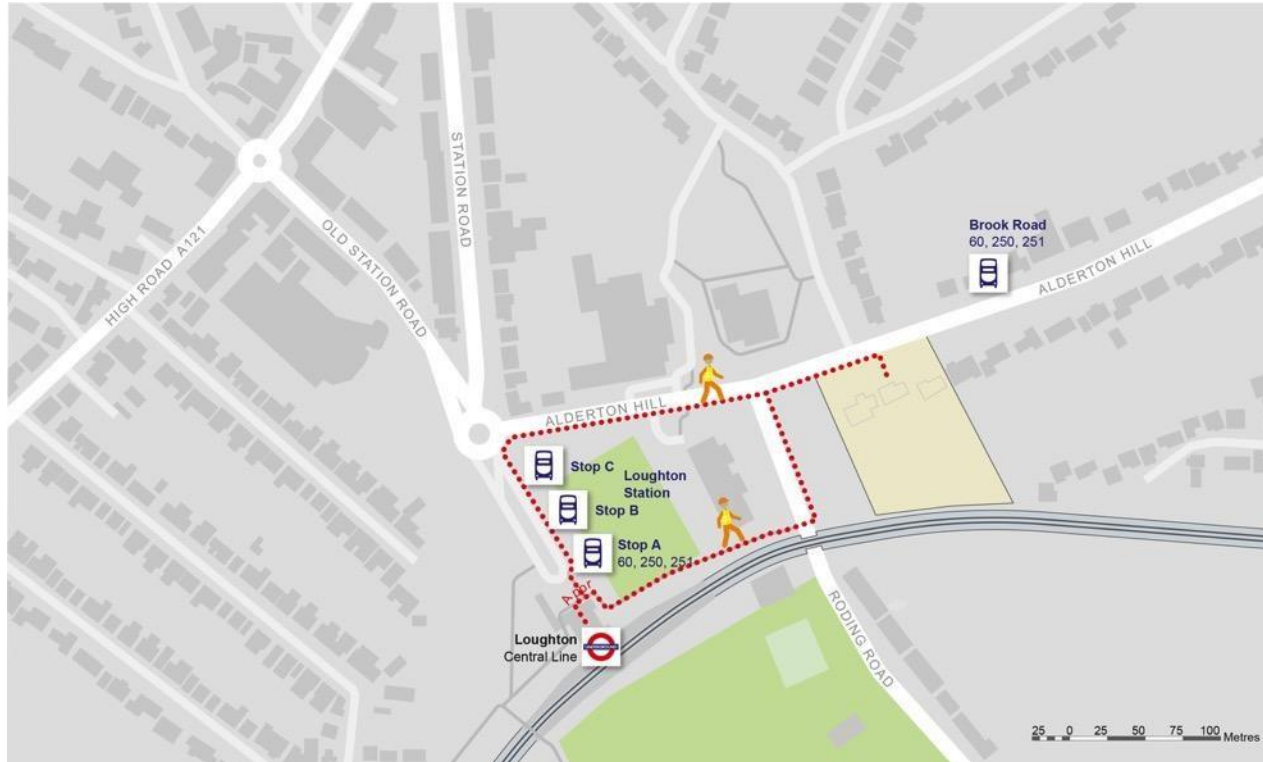 STATION ROAD
OLD STATION ROAD
HIGH ROAD A121
Brook Road
60, 250, 251
ALDERTON HILL
ALDERTON HILL
Stop C
Loughton
Station
Stop B
Stop A
60, 250, 251
Loughton
Central Line
UNDERGROUND
RODING ROAD
25 0 25 50 75 100 Metres